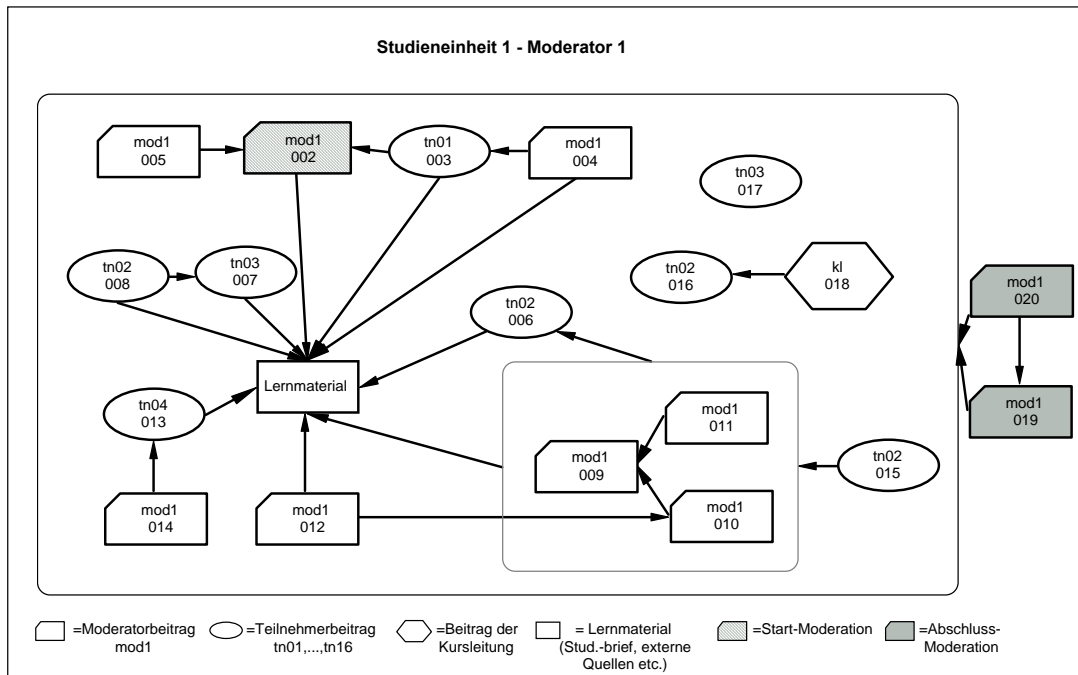 Studieneinheit 1 - Moderator 1
mod1
005
mod1
002
tn01
003
mod1
004
tn03
017
tn02
008
tn03
007
tn02
016
kl
018
mod1
020
tn02
006
Lernmaterial
tn04
013
mod1
011
mod1
019
mod1
009
tn02
015
mod1
014
mod1
012
mod1
010
=Moderatorbeitrag
mod1
=Teilnehmerbeitrag
tn01,...,tn16
=Beitrag der
Kursleitung
= Lernmaterial
(Stud.-brief, externe
Quellen etc.)
=Start-Moderation
=Abschluss-
Moderation